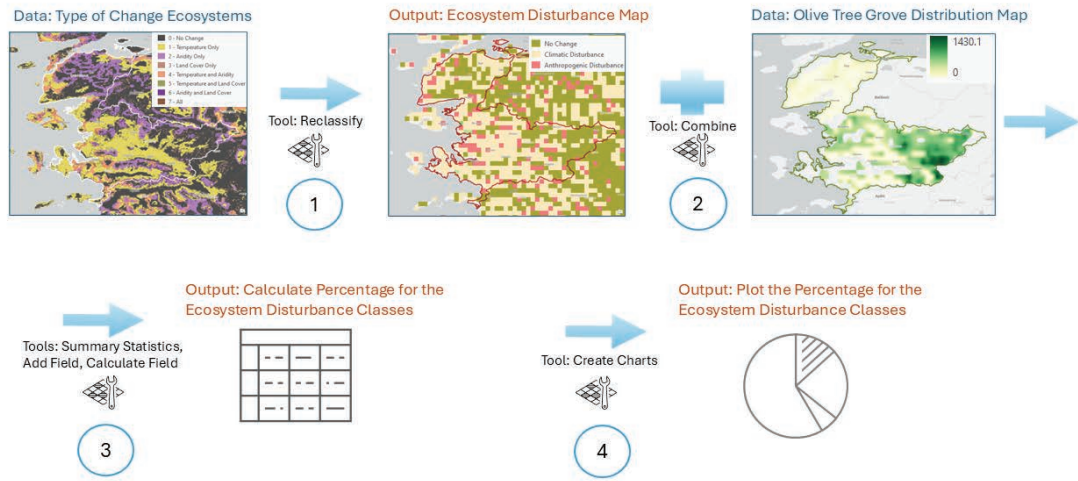 Data: Type of Change Ecosystems
0 - No Change
1 - Temperature Only
2 - Aridity Only
3 - Land Cover Only
4 - Temperature and Aridity
5 - Temperature and Land Cover
6 - Aridity and Land Cover
7 - All
Tool: Reclassify
1
Output: Ecosystem Disturbance Map
No Change
Climatic Disturbance
Anthropogenic Disturbance
Tool: Combine
2
Data: Olive Tree Grove Distribution Map
1430.1
0
Tools: Summary Statistics,
Add Field, Calculate Field
3
Output: Calculate Percentage for the
Ecosystem Disturbance Classes
Tool: Create Charts
4
Output: Plot the Percentage for the
Ecosystem Disturbance Classes